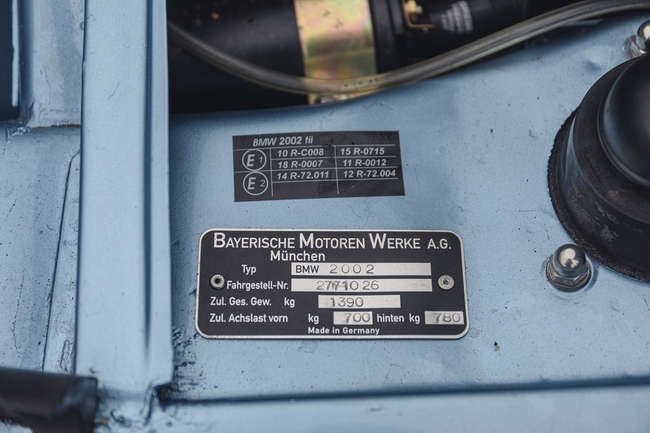 BMW 2002 tii
E1 10 R-C008 15 R-0715
18 R-0007 11 R-0012
E2 14 R-72.011 12 R-72.004
BAYERISCHE MOTOREN WERKE A.G.
München
Typ BMW 2002
Fahrgestell-Nr. 2771026
Zul. Ges. Gew. kg 1390
Zul. Achslast vorn kg 700 hinten kg 780
Made in Germany